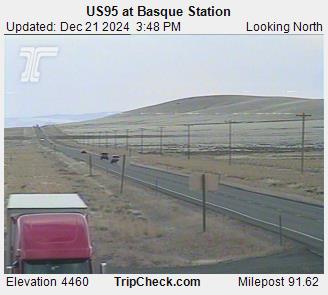 US95 at Basque Station
Updated: Dec 21 2024 3:48 PM Looking North
Elevation 4460 TripCheck.com Milepost 91.62